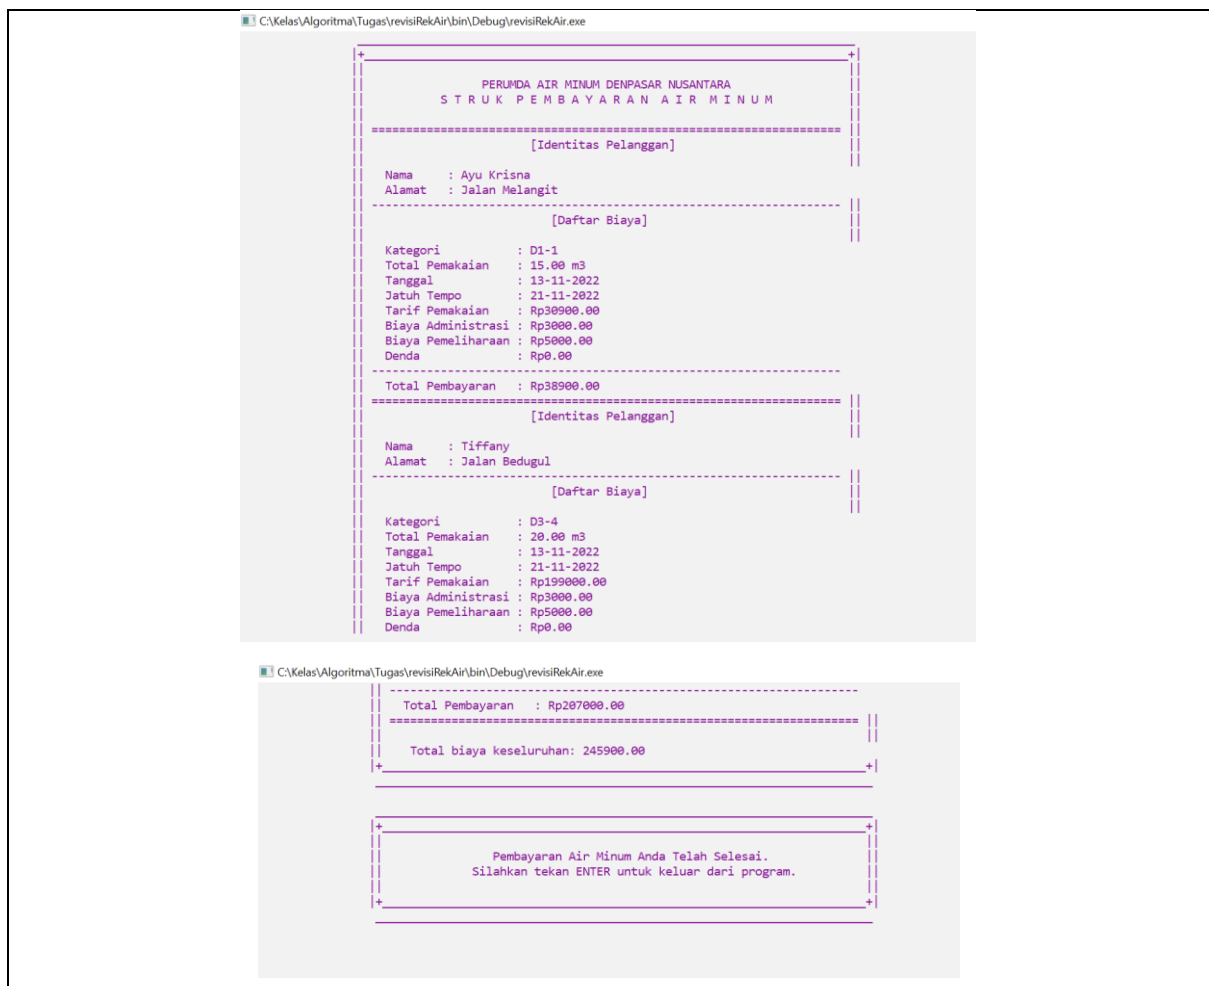 C:\Kelas\Algoritma\Tugas\revisiRekAir\bin\Debug\revisiRekAir.exe
PERUMDA AIR MINUM DENPASAR NUSANTARA
S T R U K  P E M B A Y A R A N  A I R  M I N U M
[Identitas Pelanggan]
Nama : Ayu Krisna
Alamat : Jalan Melangit
[Daftar Biaya]
Kategori : D1-1
Total Pemakaian : 15.00 m3
Tanggal : 13-11-2022
Jatuh Tempo : 21-11-2022
Tarif Pemakaian : Rp30900.00
Biaya Administrasi : Rp3000.00
Biaya Pemeliharaan : Rp5000.00
Denda : Rp0.00
Total Pembayaran : Rp38900.00
[Identitas Pelanggan]
Nama : Tiffany
Alamat : Jalan Bedugul
[Daftar Biaya]
Kategori : D3-4
Total Pemakaian : 20.00 m3
Tanggal : 13-11-2022
Jatuh Tempo : 21-11-2022
Tarif Pemakaian : Rp199000.00
Biaya Administrasi : Rp3000.00
Biaya Pemeliharaan : Rp5000.00
Denda : Rp0.00
C:\Kelas\Algoritma\Tugas\revisiRekAir\bin\Debug\revisiRekAir.exe
Total Pembayaran : Rp207000.00
Total biaya keseluruhan: 245900.00
Pembayaran Air Minum Anda Telah Selesai.
Silahkan tekan ENTER untuk keluar dari program.